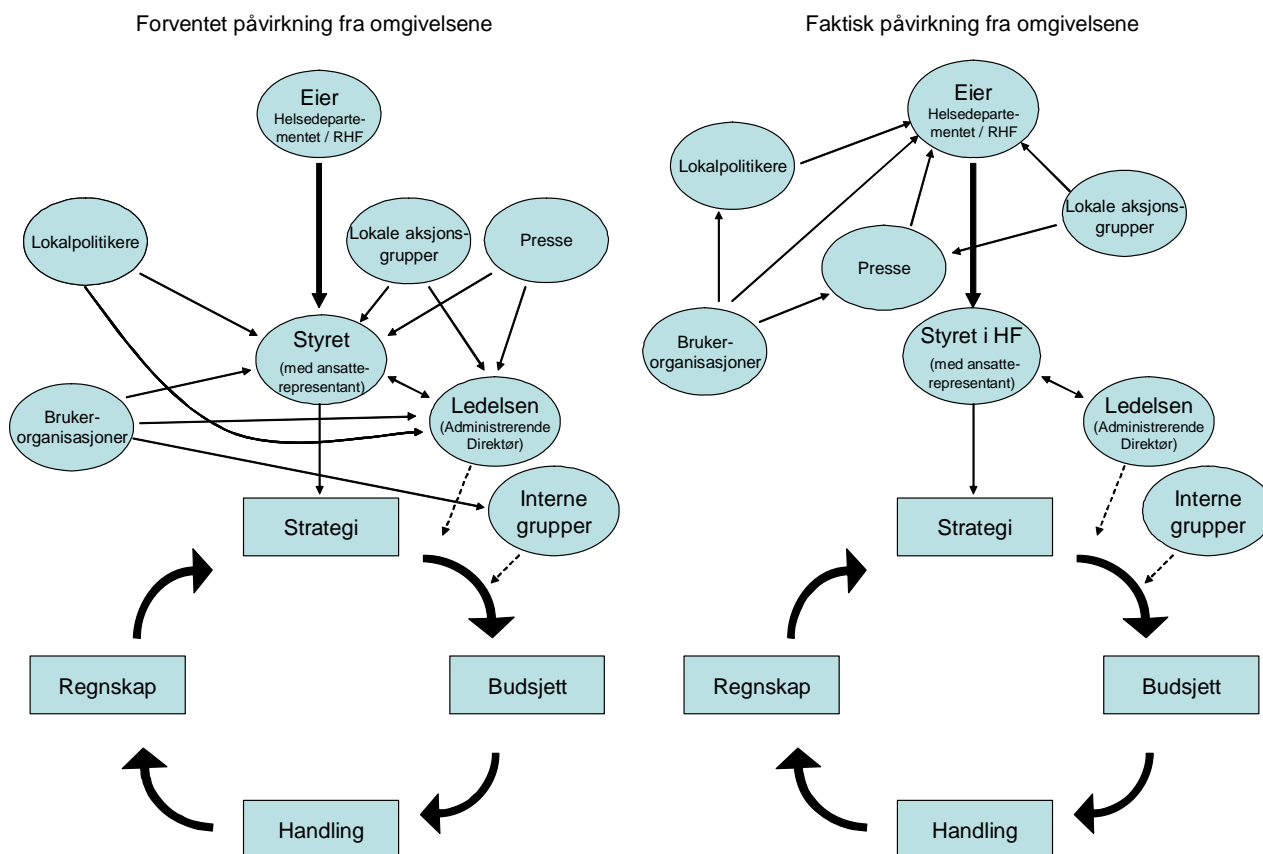 Forventet påvirkning fra omgivelsene
Eier
Helsedeparte-
mentet / RHF
Lokalpolitikere
Lokale aksjons-
grupper
Presse
Styret
(med ansatte-
representant)
Bruker-
organisasjoner
Ledelsen
(Administrerende
Direktør)
Interne
grupper
Strategi
Regnskap
Budsjett
Handling
Faktisk påvirkning fra omgivelsene
Eier
Helsedeparte-
mentet / RHF
Lokalpolitikere
Lokale aksjons-
grupper
Presse
Bruker-
organisasjoner
Styret i HF
(med ansatte-
representant)
Ledelsen
(Administrerende
Direktør)
Interne
grupper
Strategi
Regnskap
Budsjett
Handling